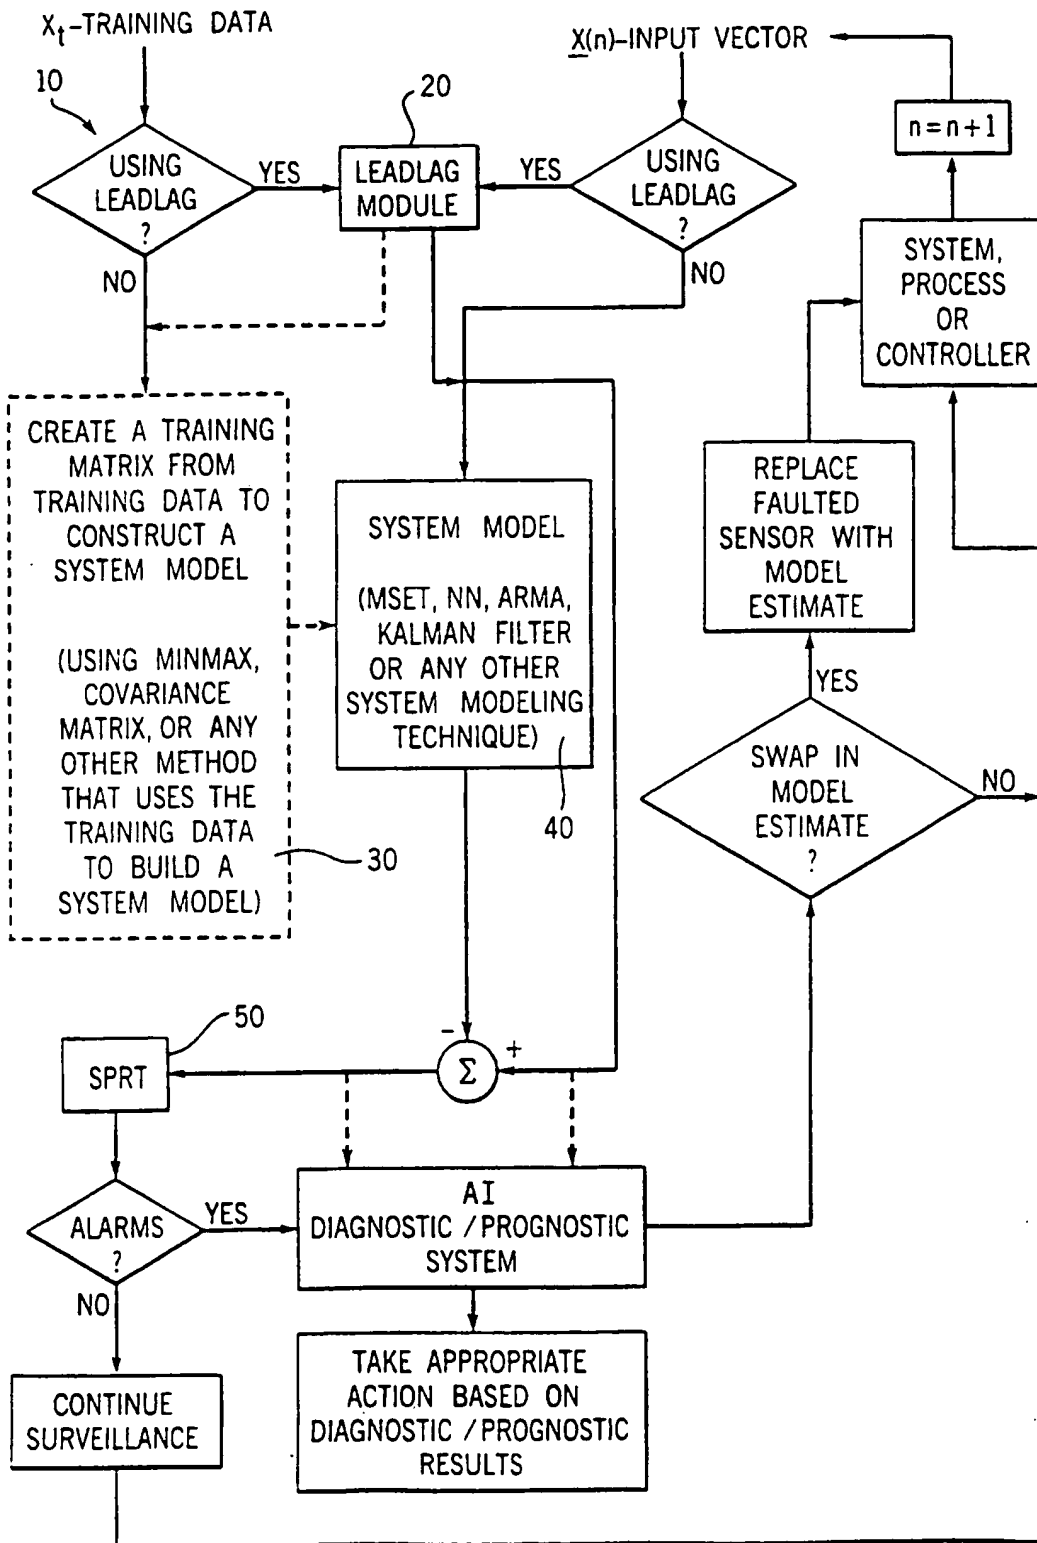 Xt-TRAINING DATA
X(n)-INPUT VECTOR
10
20
n=n+1
USING
LEADLAG
?
YES
LEADLAG
MODULE
YES
USING
LEADLAG
?
NO
NO
SYSTEM,
PROCESS
OR
CONTROLLER
CREATE A TRAINING
MATRIX FROM
TRAINING DATA TO
CONSTRUCT A
SYSTEM MODEL
(USING MINMAX,
COVARIANCE
MATRIX, OR ANY
OTHER METHOD
THAT USES THE
TRAINING DATA
TO BUILD A
SYSTEM MODEL)
30
SYSTEM MODEL
(MSET, NN, ARMA,
KALMAN FILTER
OR ANY OTHER
SYSTEM MODELING
TECHNIQUE)
40
REPLACE
FAULTED
SENSOR WITH
MODEL
ESTIMATE
YES
SWAP IN
MODEL
ESTIMATE
?
NO
50
SPRT
-
+
Σ
ALARMS
?
YES
NO
AI
DIAGNOSTIC / PROGNOSTIC
SYSTEM
CONTINUE
SURVEILLANCE
TAKE APPROPRIATE
ACTION BASED ON
DIAGNOSTIC / PROGNOSTIC
RESULTS